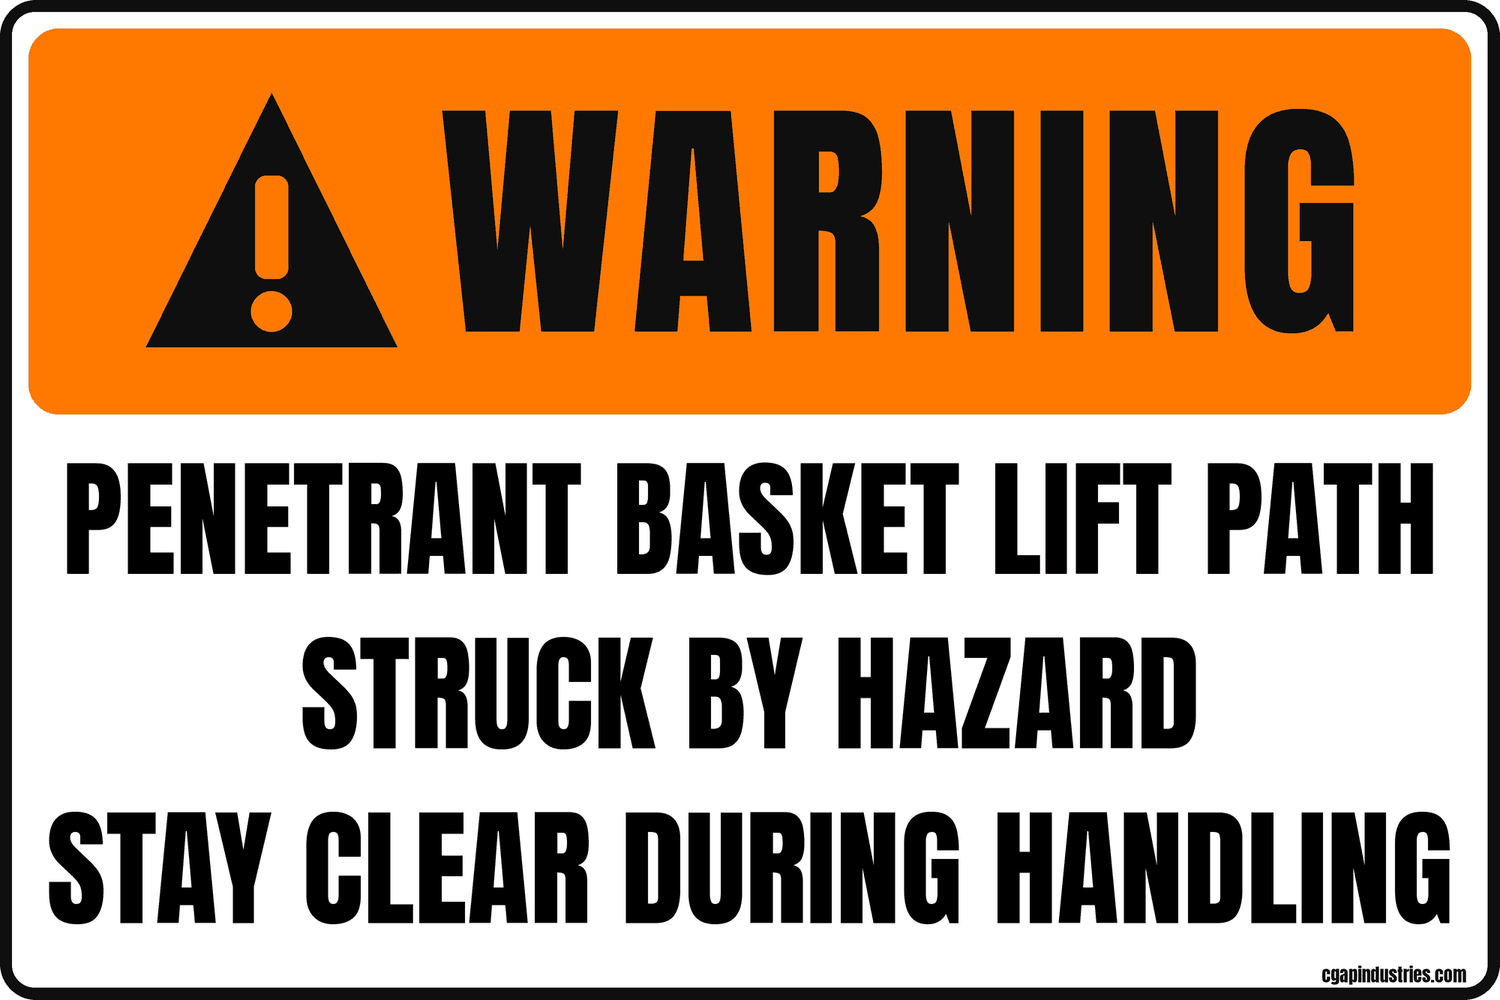 WARNING
PENETRANT BASKET LIFT PATH
STRUCK BY HAZARD
STAY CLEAR DURING HANDLING
cgapindustries.com